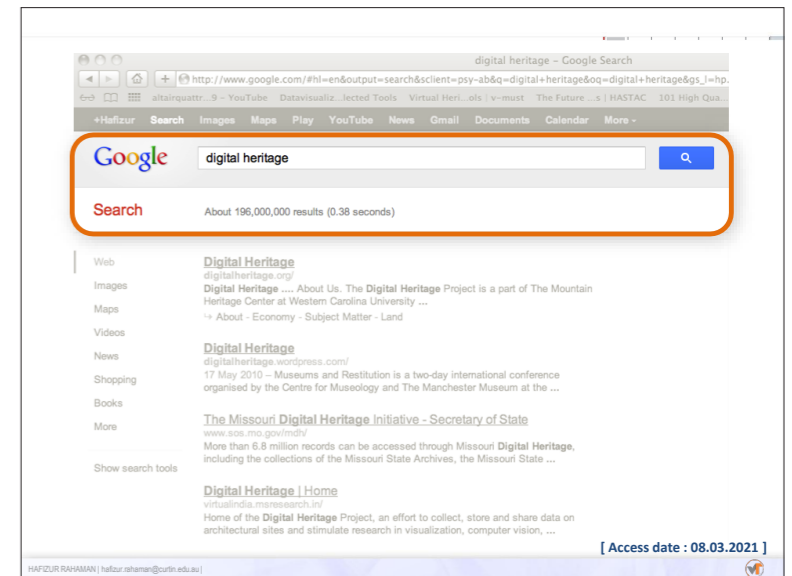 digital heritage – Google Search
http://www.google.com/#hl=en&output=search&sclient=psy-ab&q=digital+heritage&oq=digital+heritage&gs_l=hp.
altairquattr...9 – YouTube Datavisualiz...lected Tools Virtual Heri...ols | v-must The Future ...s | HASTAC 101 High Qua...
+Hafizur Search Images Maps Play YouTube News Gmail Documents Calendar More
Google digital heritage
Search About 196,000,000 results (0.38 seconds)
Web
Images
Maps
Videos
News
Shopping
Books
More
Show search tools
Digital Heritage
digitalheritage.org/
Digital Heritage .... About Us. The Digital Heritage Project is a part of The Mountain
Heritage Center at Western Carolina University ...
About - Economy - Subject Matter - Land
Digital Heritage
digitalheritage.wordpress.com/
17 May 2010 – Museums and Restitution is a two-day international conference
organised by the Centre for Museology and The Manchester Museum at the ...
The Missouri Digital Heritage Initiative - Secretary of State
www.sos.mo.gov/mdh/
More than 6.8 million records can be accessed through Missouri Digital Heritage,
including the collections of the Missouri State Archives, the Missouri State ...
Digital Heritage | Home
virtualindia.msresearch.in/
Home of the Digital Heritage Project, an effort to collect, store and share data on
architectural sites and stimulate research in visualization, computer vision, ...
[ Access date : 08.03.2021 ]
HAFIZUR RAHAMAN | hafizur.rahaman@curtin.edu.au |